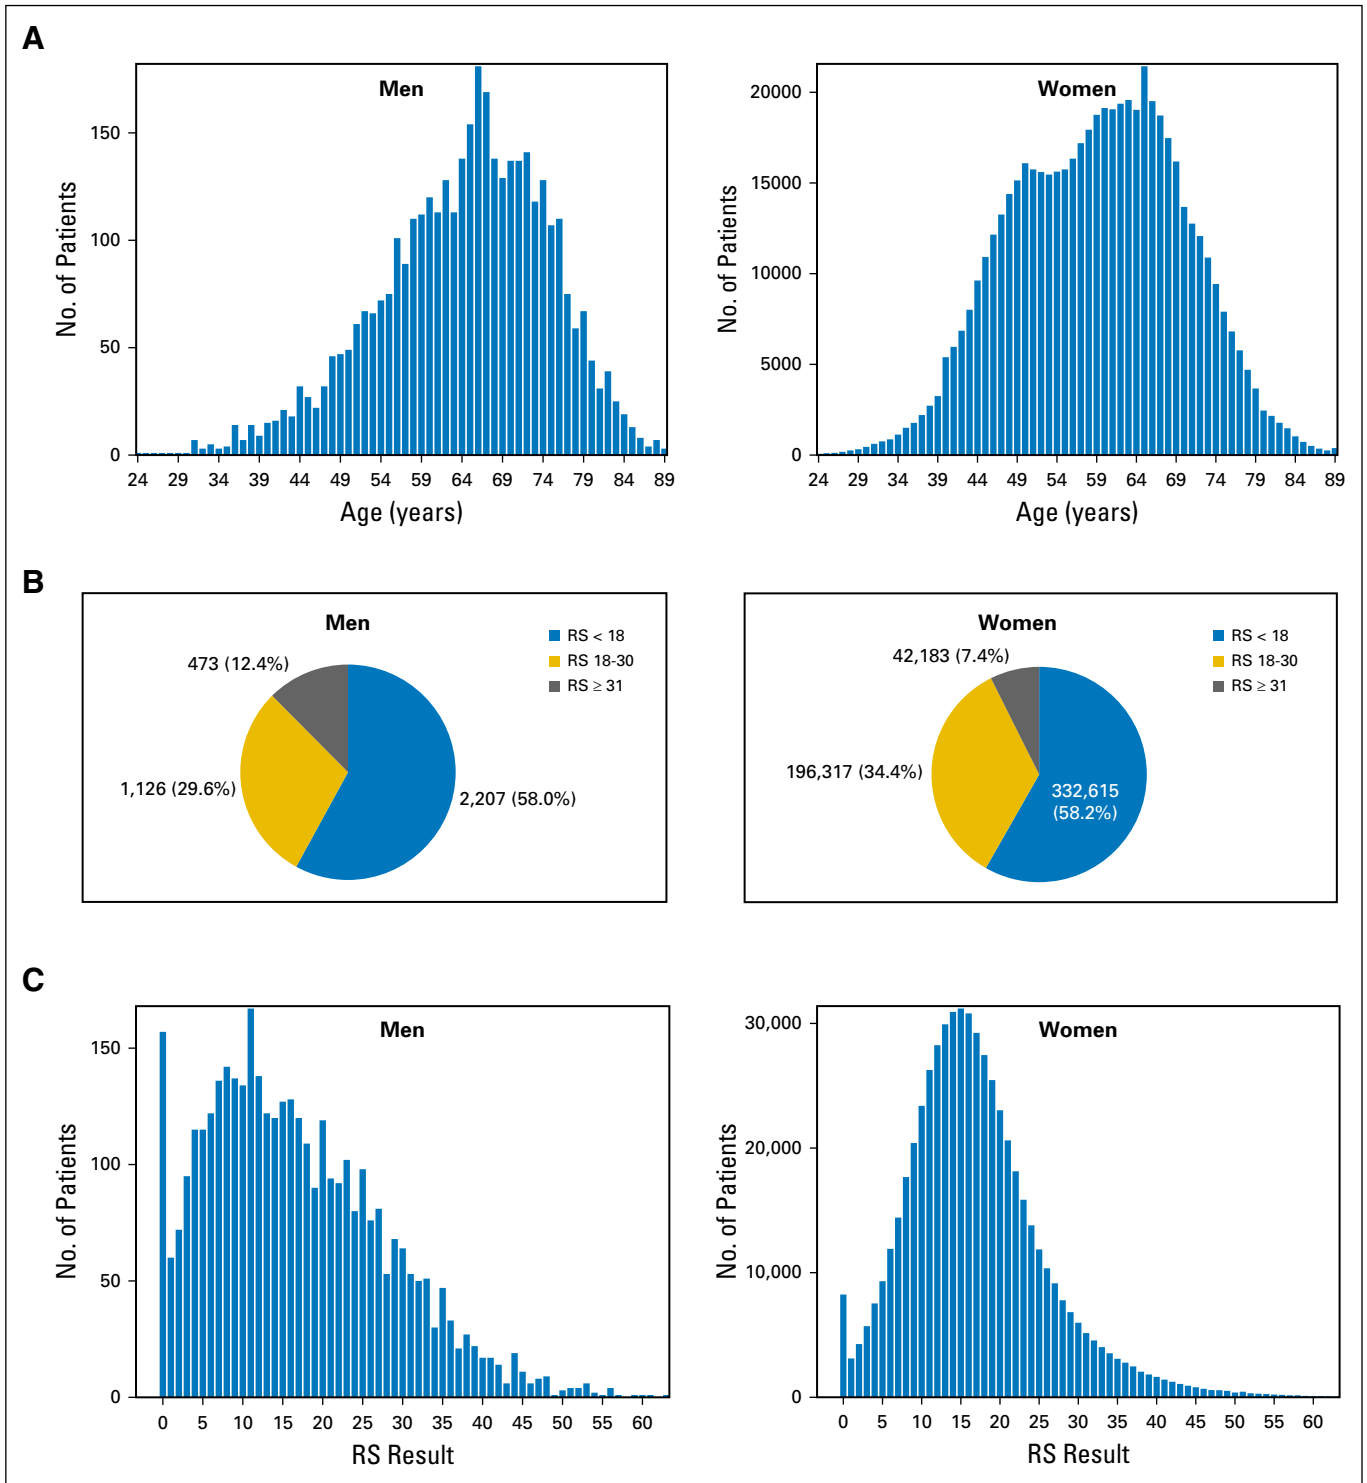 A
Men
No. of Patients
150
100
50
0
24 29 34 39 44 49 54 59 64 69 74 79 84 89
Age (years)
Women
No. of Patients
20000
15000
10000
5000
0
24 29 34 39 44 49 54 59 64 69 74 79 84 89
Age (years)
B
Men
RS < 18
RS 18-30
RS ≥ 31
473 (12.4%)
1,126 (29.6%)
2,207 (58.0%)
Women
RS < 18
RS 18-30
RS ≥ 31
42,183 (7.4%)
196,317 (34.4%)
332,615
(58.2%)
C
Men
No. of Patients
150
100
50
0
0 5 10 15 20 25 30 35 40 45 50 55 60
RS Result
Women
No. of Patients
30,000
20,000
10,000
0
0 5 10 15 20 25 30 35 40 45 50 55 60
RS Result